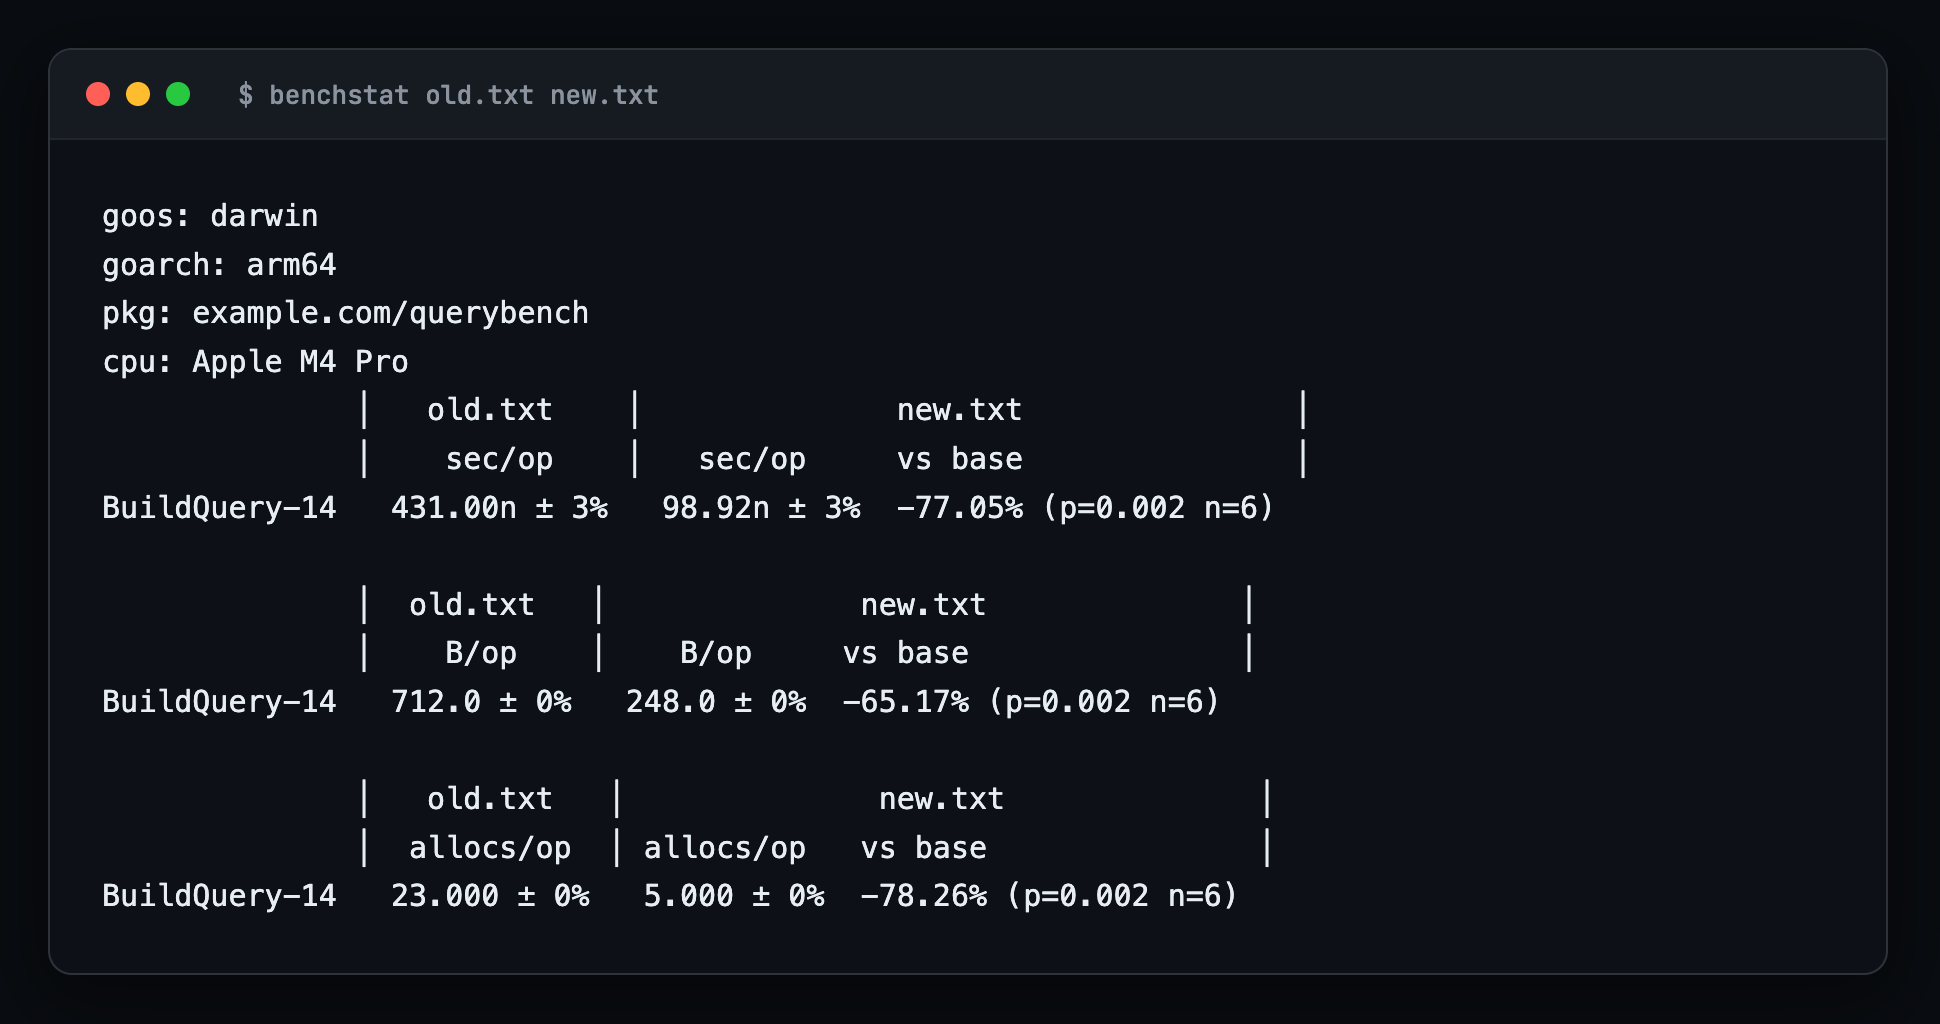 $ benchstat old.txt new.txt
goos: darwin
goarch: arm64
pkg: example.com/querybench
cpu: Apple M4 Pro
              │   old.txt    │              new.txt               │
              │    sec/op    │   sec/op     vs base               │
BuildQuery-14   431.00n ± 3%   98.92n ± 3%  -77.05% (p=0.002 n=6)

              │  old.txt   │              new.txt              │
              │    B/op    │    B/op     vs base               │
BuildQuery-14   712.0 ± 0%   248.0 ± 0%  -65.17% (p=0.002 n=6)

              │   old.txt   │              new.txt              │
              │  allocs/op  │ allocs/op   vs base               │
BuildQuery-14   23.000 ± 0%   5.000 ± 0%  -78.26% (p=0.002 n=6)